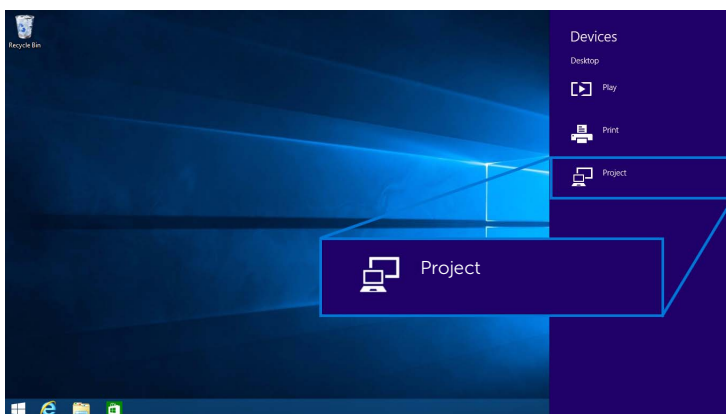 Recycle Bin
Devices
Desktop
Play
Print
Project
Project